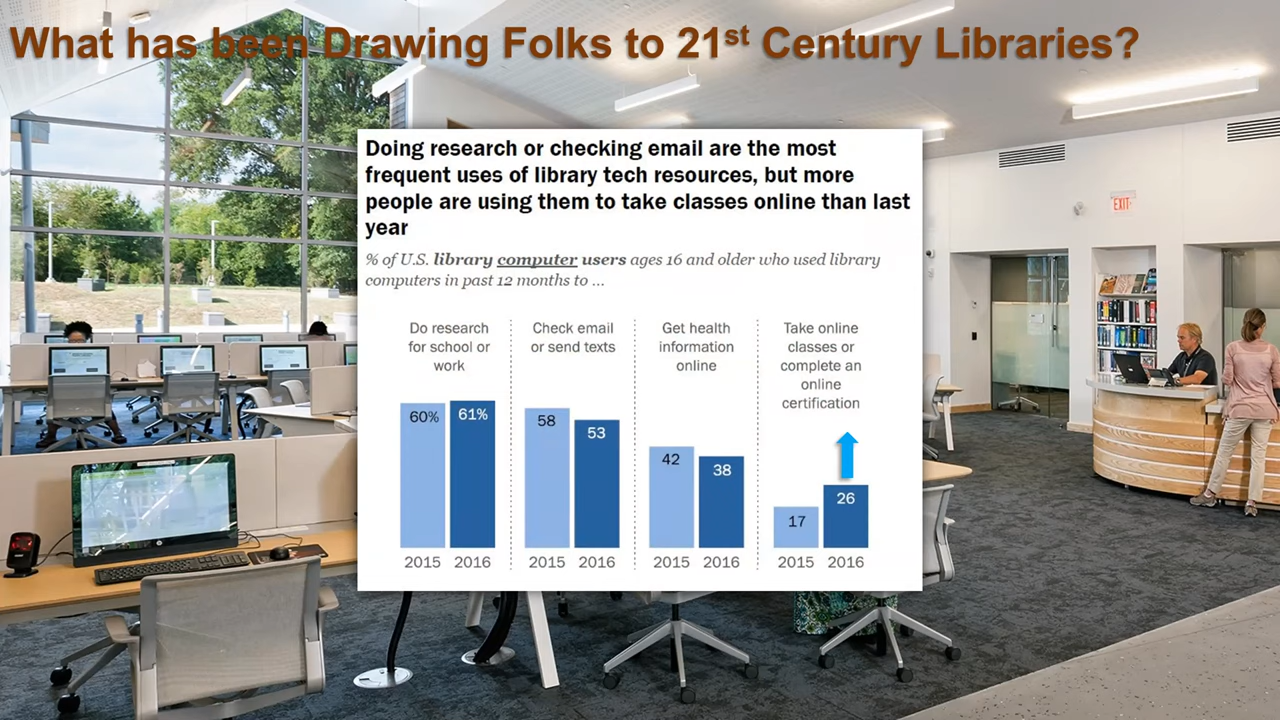 What has been Drawing Folks to 21st Century Libraries?
Doing research or checking email are the most
frequent uses of library tech resources, but more
people are using them to take classes online than last
year
% of U.S. library computer users ages 16 and older who used library
computers in past 12 months to ...
Do research
for school or
work
Check email
or send texts
Get health
information
online
Take online
classes or
complete an
online
certification
60% 61% 58 53 42 38 17 26
2015 2016 2015 2016 2015 2016 2015 2016
EXIT